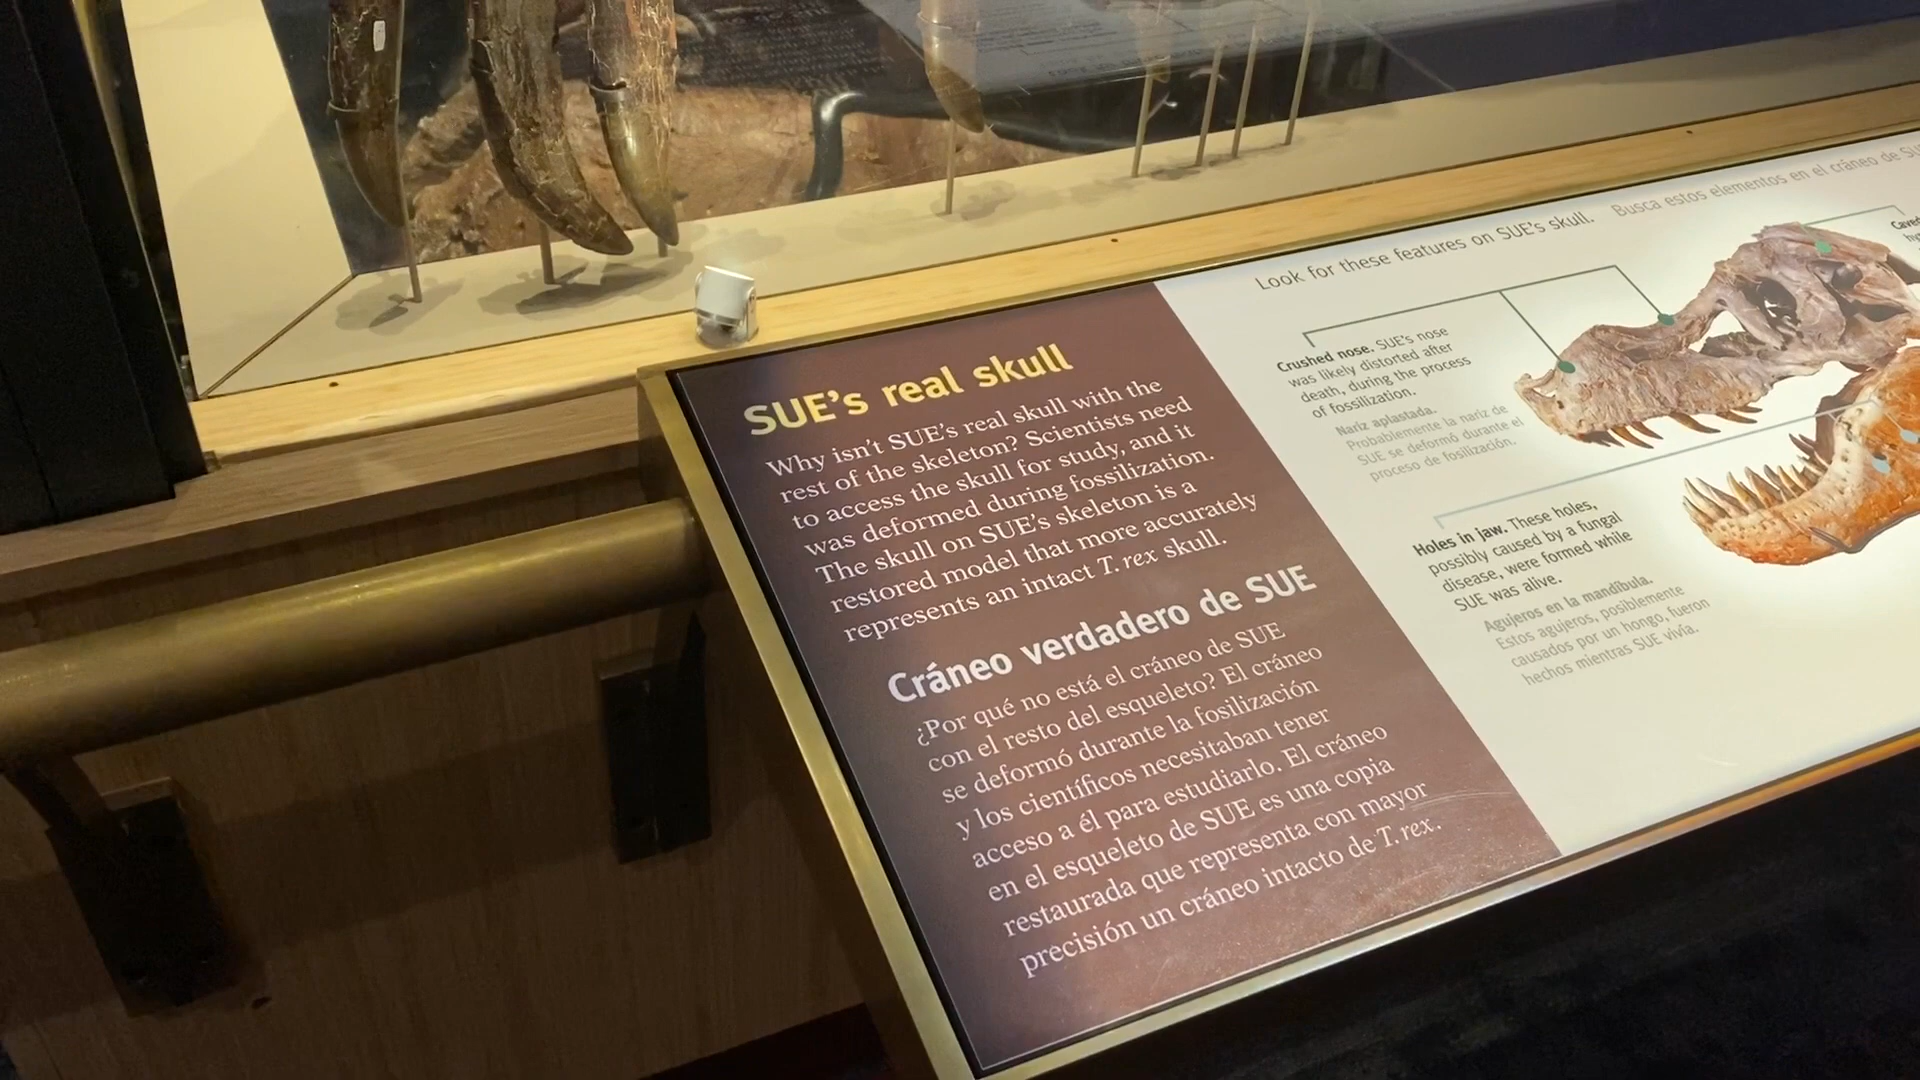 SUE's real skull
Why isn't SUE's real skull with the
rest of the skeleton? Scientists need
to access the skull for study, and it
was deformed during fossilization.
The skull on SUE's skeleton is a
restored model that more accurately
represents an intact T. rex skull.
Cráneo verdadero de SUE
¿Por qué no está el cráneo de SUE
con el resto del esqueleto? El cráneo
se deformó durante la fosilización
y los científicos necesitaban tener
acceso a él para estudiarlo. El cráneo
en el esqueleto de SUE es una copia
restaurada que representa con mayor
precisión un cráneo intacto de T. rex.
Look for these features on SUE's skull. Busca estos elementos en el cráneo de
Crushed nose. SUE's nose
was likely distorted after
death, during the process
of fossilization.
Nariz aplastada.
Probablemente la nariz de
SUE se deformó durante el
proceso de fosilización.
Holes in jaw. These holes,
possibly caused by a fungal
disease, were formed while
SUE was alive.
Agujeros en la mandíbula.
Estos agujeros, posiblemente
causados por un hongo, fueron
hechos mientras SUE vivía.